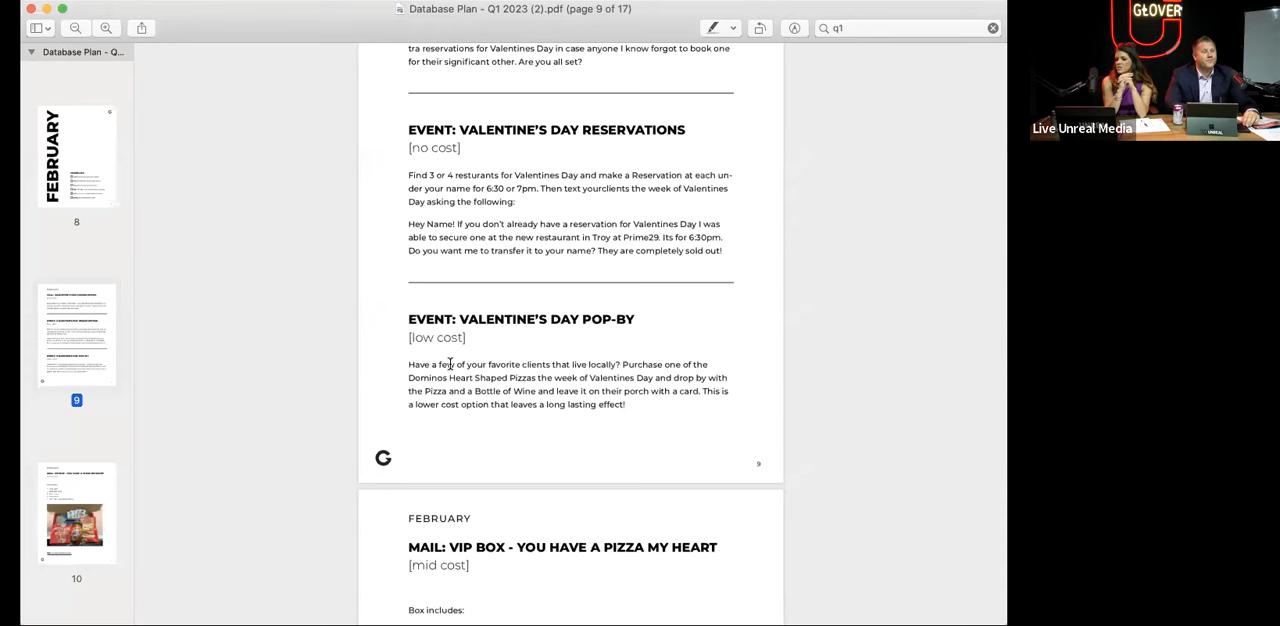 Database Plan - Q1 2023 (2).pdf (page 9 of 17)
q1
Database Plan - Q...
FEBRUARY
8
9
10
tra reservations for Valentines Day in case anyone I know forgot to book one
for their significant other. Are you all set?
EVENT: VALENTINE'S DAY RESERVATIONS
[no cost]
Find 3 or 4 resturants for Valentines Day and make a Reservation at each un-
der your name for 6:30 or 7pm. Then text yourclients the week of Valentines
Day asking the following:
Hey Name! If you don't already have a reservation for Valentines Day I was
able to secure one at the new restaurant in Troy at Prime29. Its for 6:30pm.
Do you want me to transfer it to your name? They are completely sold out!
EVENT: VALENTINE'S DAY POP-BY
[low cost]
Have a few of your favorite clients that live locally? Purchase one of the
Dominos Heart Shaped Pizzas the week of Valentines Day and drop by with
the Pizza and a Bottle of Wine and leave it on their porch with a card. This is
a lower cost option that leaves a long lasting effect!
G
9
FEBRUARY
MAIL: VIP BOX - YOU HAVE A PIZZA MY HEART
[mid cost]
Box includes:
GLOVER
Live Unreal Media
UNREAL